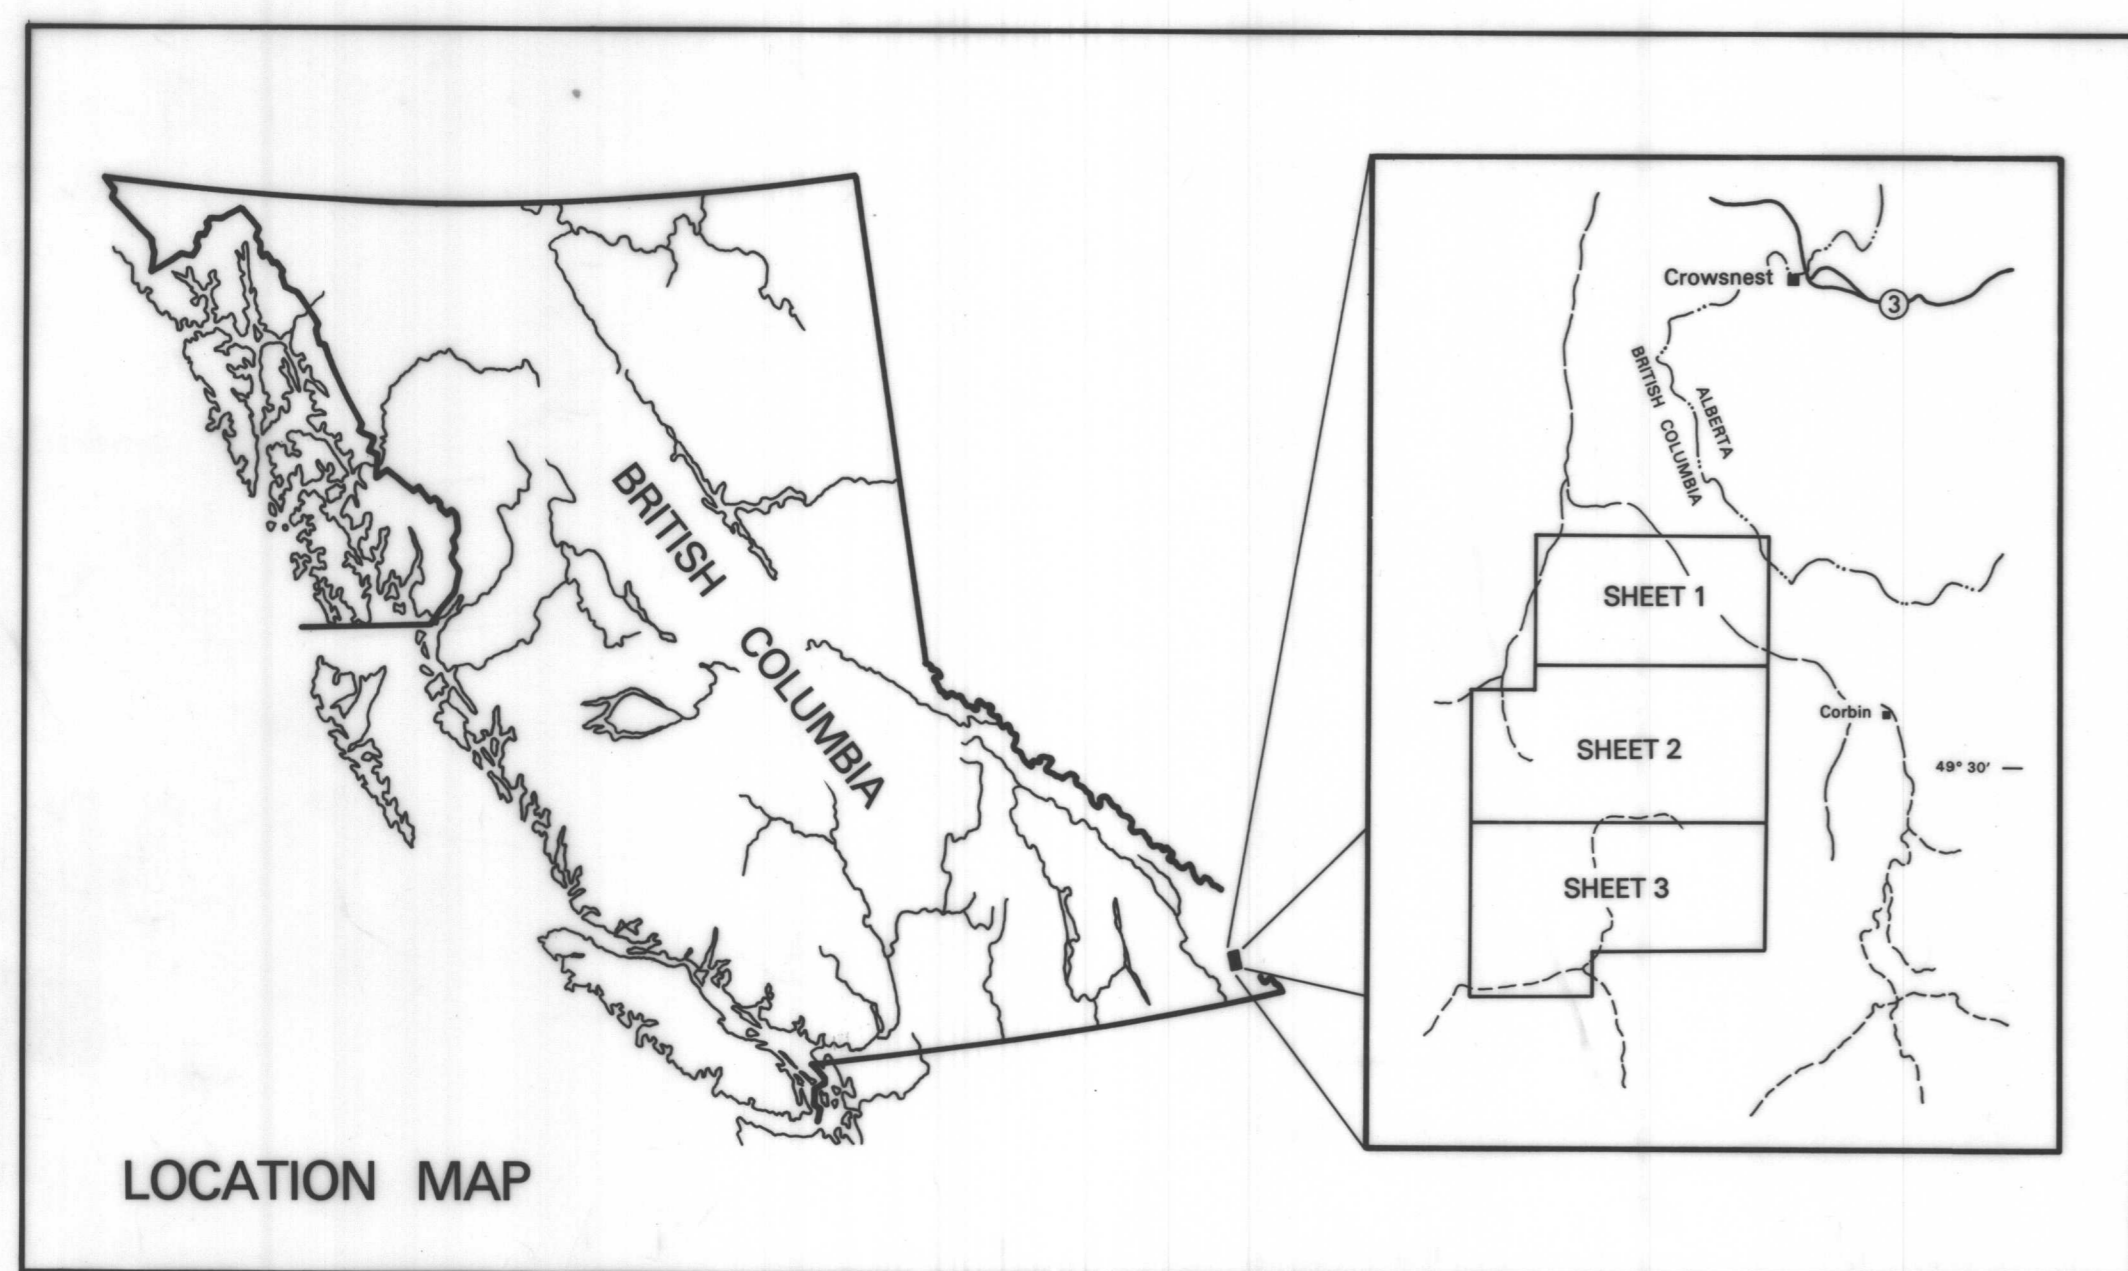 BRITISH
COLUMBIA
LOCATION MAP
Crowsnest
3
BRITISH COLUMBIA
ALBERTA
SHEET 1
Corbin
SHEET 2
49° 30'
SHEET 3